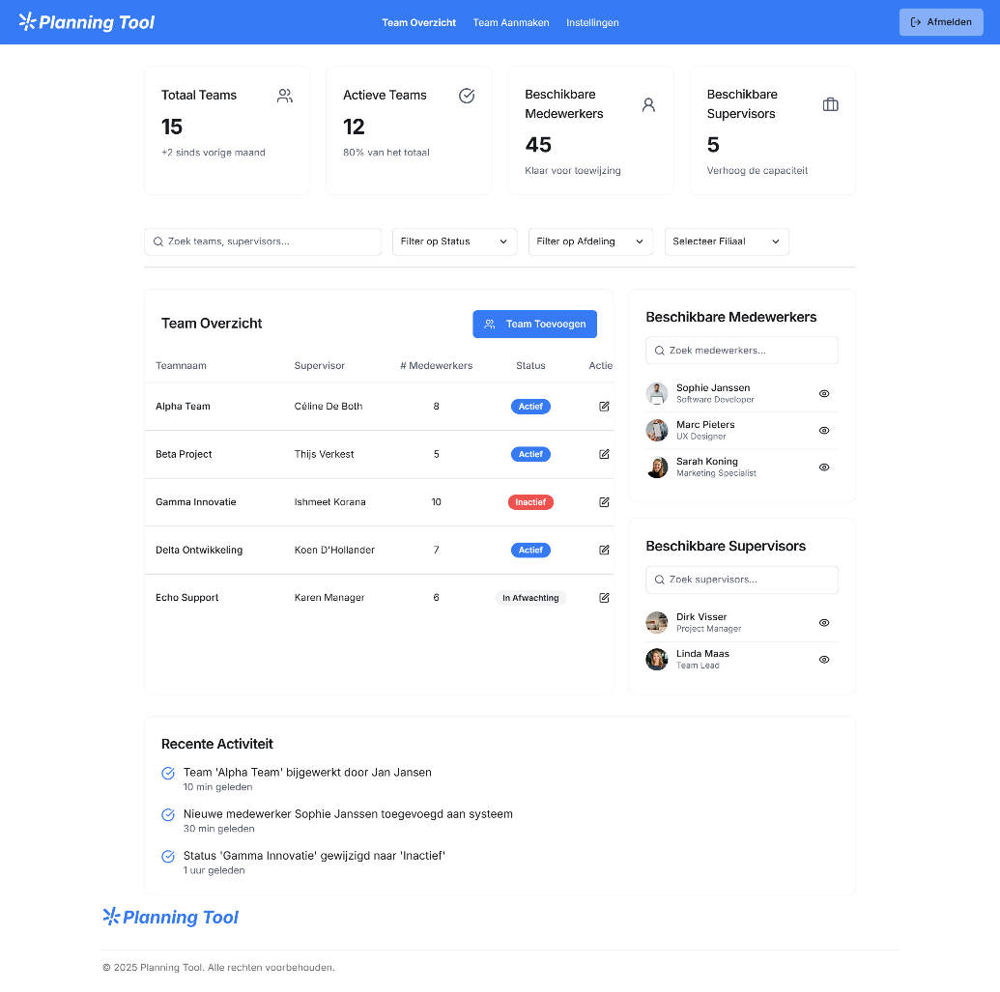 Planning Tool
Team Overzicht Team Aanmaken Instellingen
Afmelden
Totaal Teams
15
+2 sinds vorige maand
Actieve Teams
12
80% van het totaal
Beschikbare
Medewerkers
45
Klaar voor toewijzing
Beschikbare
Supervisors
5
Verhoog de capaciteit
Zoek teams, supervisors...
Filter op Status
Filter op Afdeling
Selecteer Filiaal
Team Overzicht
Team Toevoegen
Teamnaam Supervisor # Medewerkers Status Actie
Alpha Team Céline De Both 8 Actief
Beta Project Thijs Verkest 5 Actief
Gamma Innovatie Ishmeet Korana 10 Inactief
Delta Ontwikkeling Koen D'Hollander 7 Actief
Echo Support Karen Manager 6 In Afwachting
Beschikbare Medewerkers
Zoek medewerkers...
Sophie Janssen
Software Developer
Marc Pieters
UX Designer
Sarah Koning
Marketing Specialist
Beschikbare Supervisors
Zoek supervisors...
Dirk Visser
Project Manager
Linda Maas
Team Lead
Recente Activiteit
Team 'Alpha Team' bijgewerkt door Jan Jansen
10 min geleden
Nieuwe medewerker Sophie Janssen toegevoegd aan systeem
30 min geleden
Status 'Gamma Innovatie' gewijzigd naar 'Inactief'
1 uur geleden
Planning Tool
© 2025 Planning Tool. Alle rechten voorbehouden.